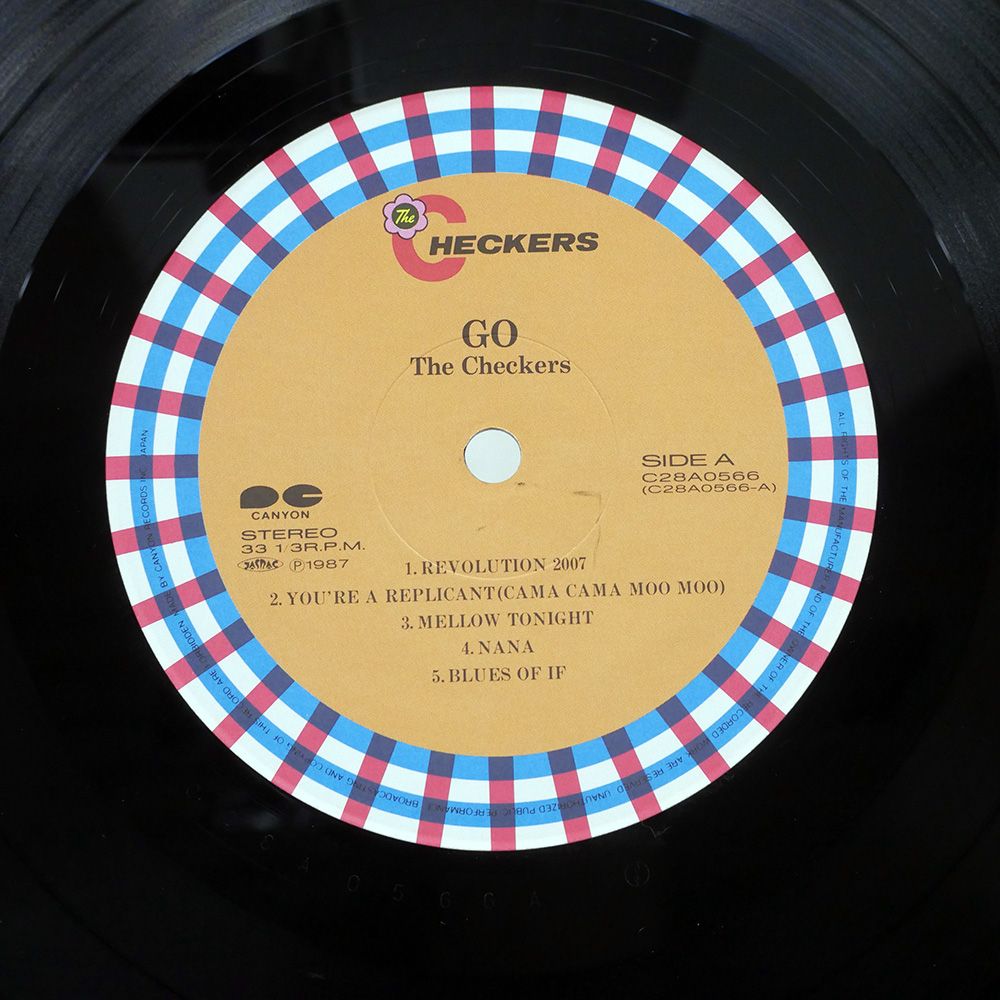 The CHECKERS
GO
The Checkers
SIDE A
C28A0566
(C28A0566-A)
PC
CANYON
STEREO
33 1/3R.P.M.
JASRAC Ⓟ1987
1. REVOLUTION 2007
2. YOU'RE A REPLICANT(CAMA CAMA MOO MOO)
3. MELLOW TONIGHT
4. NANA
5. BLUES OF IF
ALL RIGHTS OF THE MANUFACTURER AND OF THE OWNER OF THE RECORDED WORK ARE RESERVED UNAUTHORIZED PUBLIC PERFORMANCE BROADCASTING AND COPYING OF THIS RECORD ARE FORBIDDEN MADE BY CANYON RECORDS INC. JAPAN